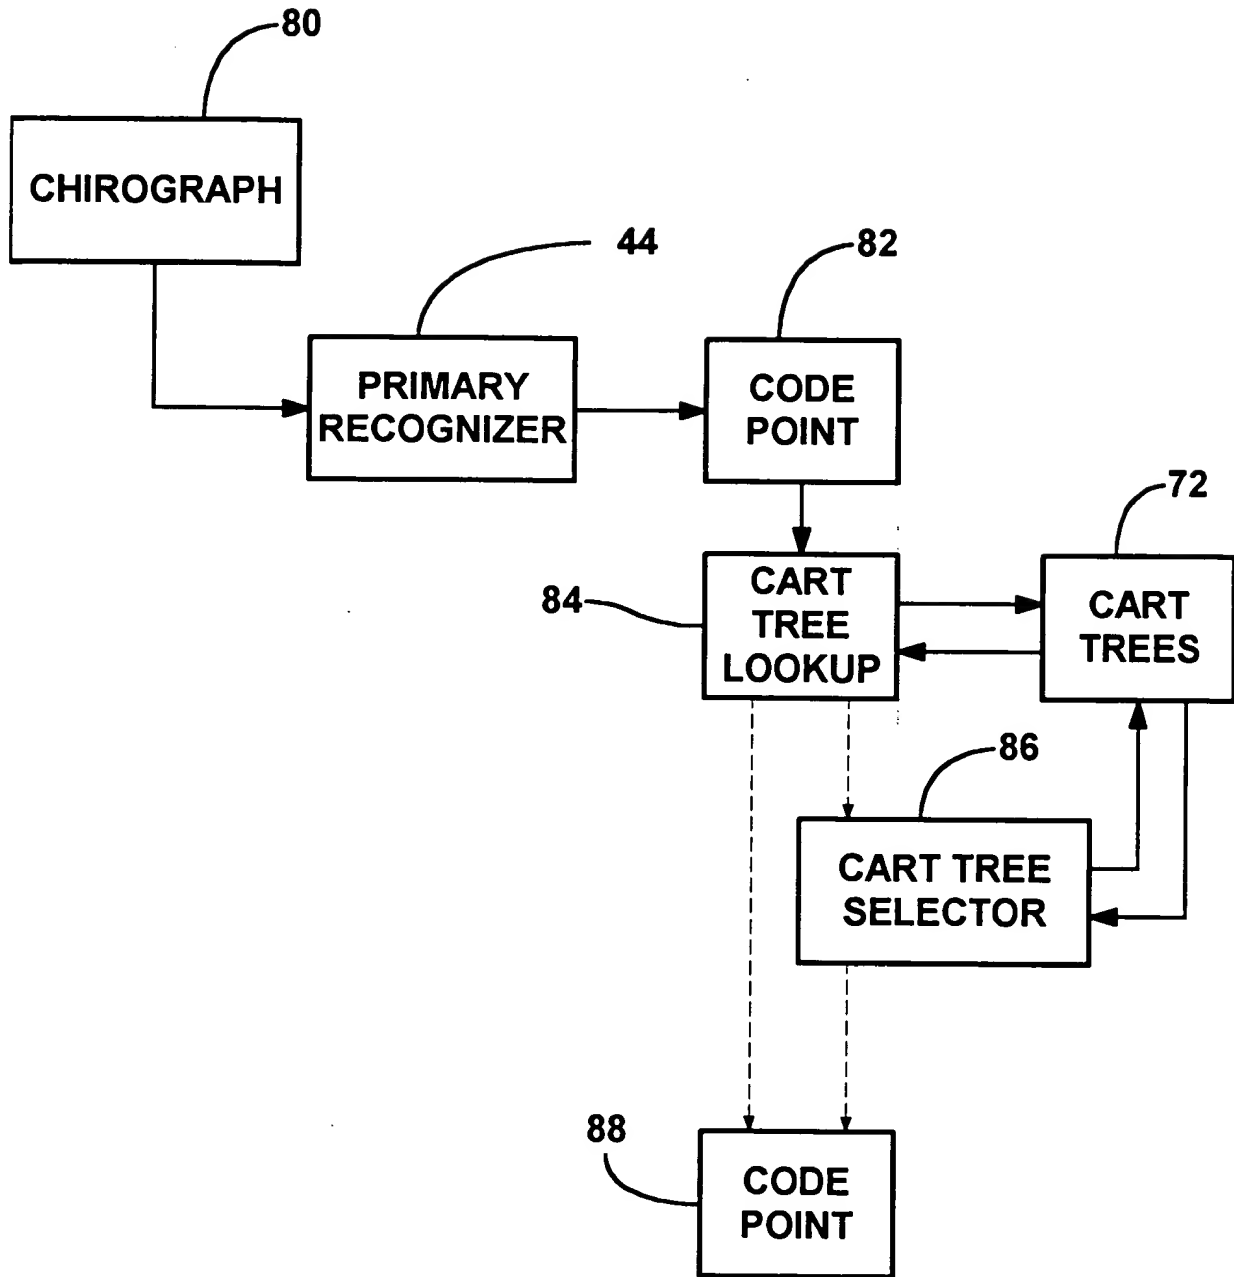 80
CHIROGRAPH
44
82
PRIMARY
RECOGNIZER
CODE
POINT
72
84
CART
TREE
LOOKUP
CART
TREES
86
CART TREE
SELECTOR
88
CODE
POINT